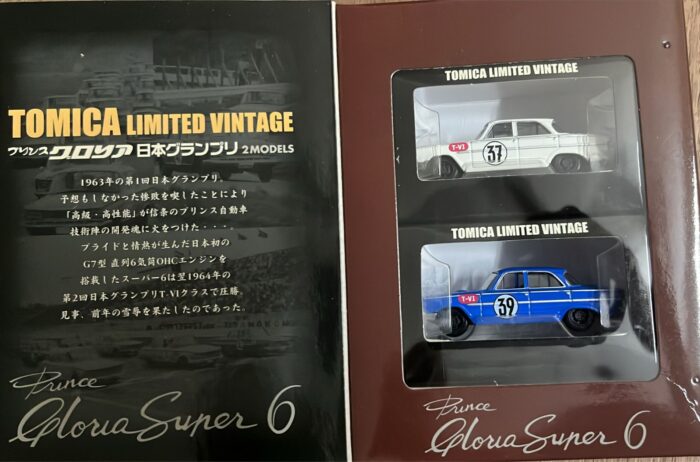 TOMICA LIMITED VINTAGE
プリンス グロリア 日本グランプリ 2MODELS
1963年の第1回日本グランプリ、
予想もしなかった惨敗を喫したことにより
「高級・高性能」が信条のプリンス自動車
技術陣の開発魂に火をつけた・・・・
プライドと情熱が生んだ日本初の
G7型 直列6気筒OHCエンジンを
搭載したスーパー6は翌1964年の
第2回日本グランプリT-VIクラスで圧勝。
見事、前年の雪辱を果たしたのであった。
Prince
Gloria Super 6
TOMICA LIMITED VINTAGE
T-VI
37
TOMICA LIMITED VINTAGE
T-VI
39
Prince
Gloria Super 6